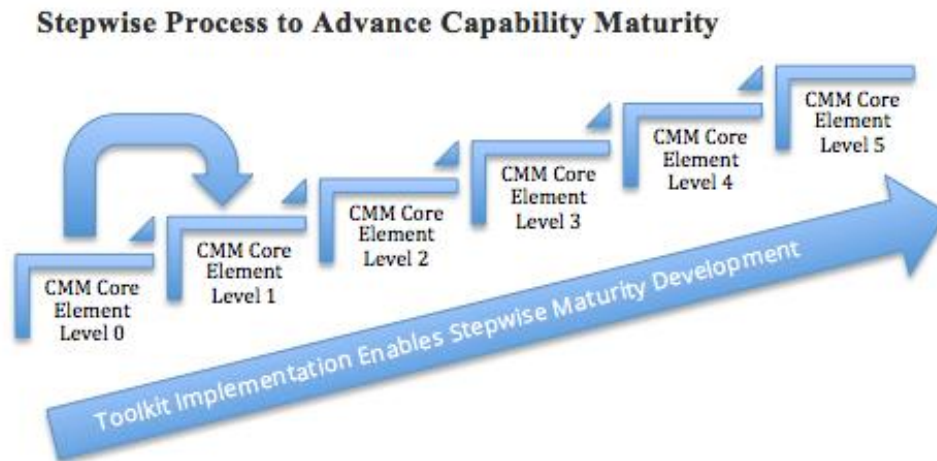 Stepwise Process to Advance Capability Maturity
CMM Core
Element
Level 0
CMM Core
Element
Level 1
CMM Core
Element
Level 2
CMM Core
Element
Level 3
CMM Core
Element
Level 4
CMM Core
Element
Level 5
Toolkit Implementation Enables Stepwise Maturity Development